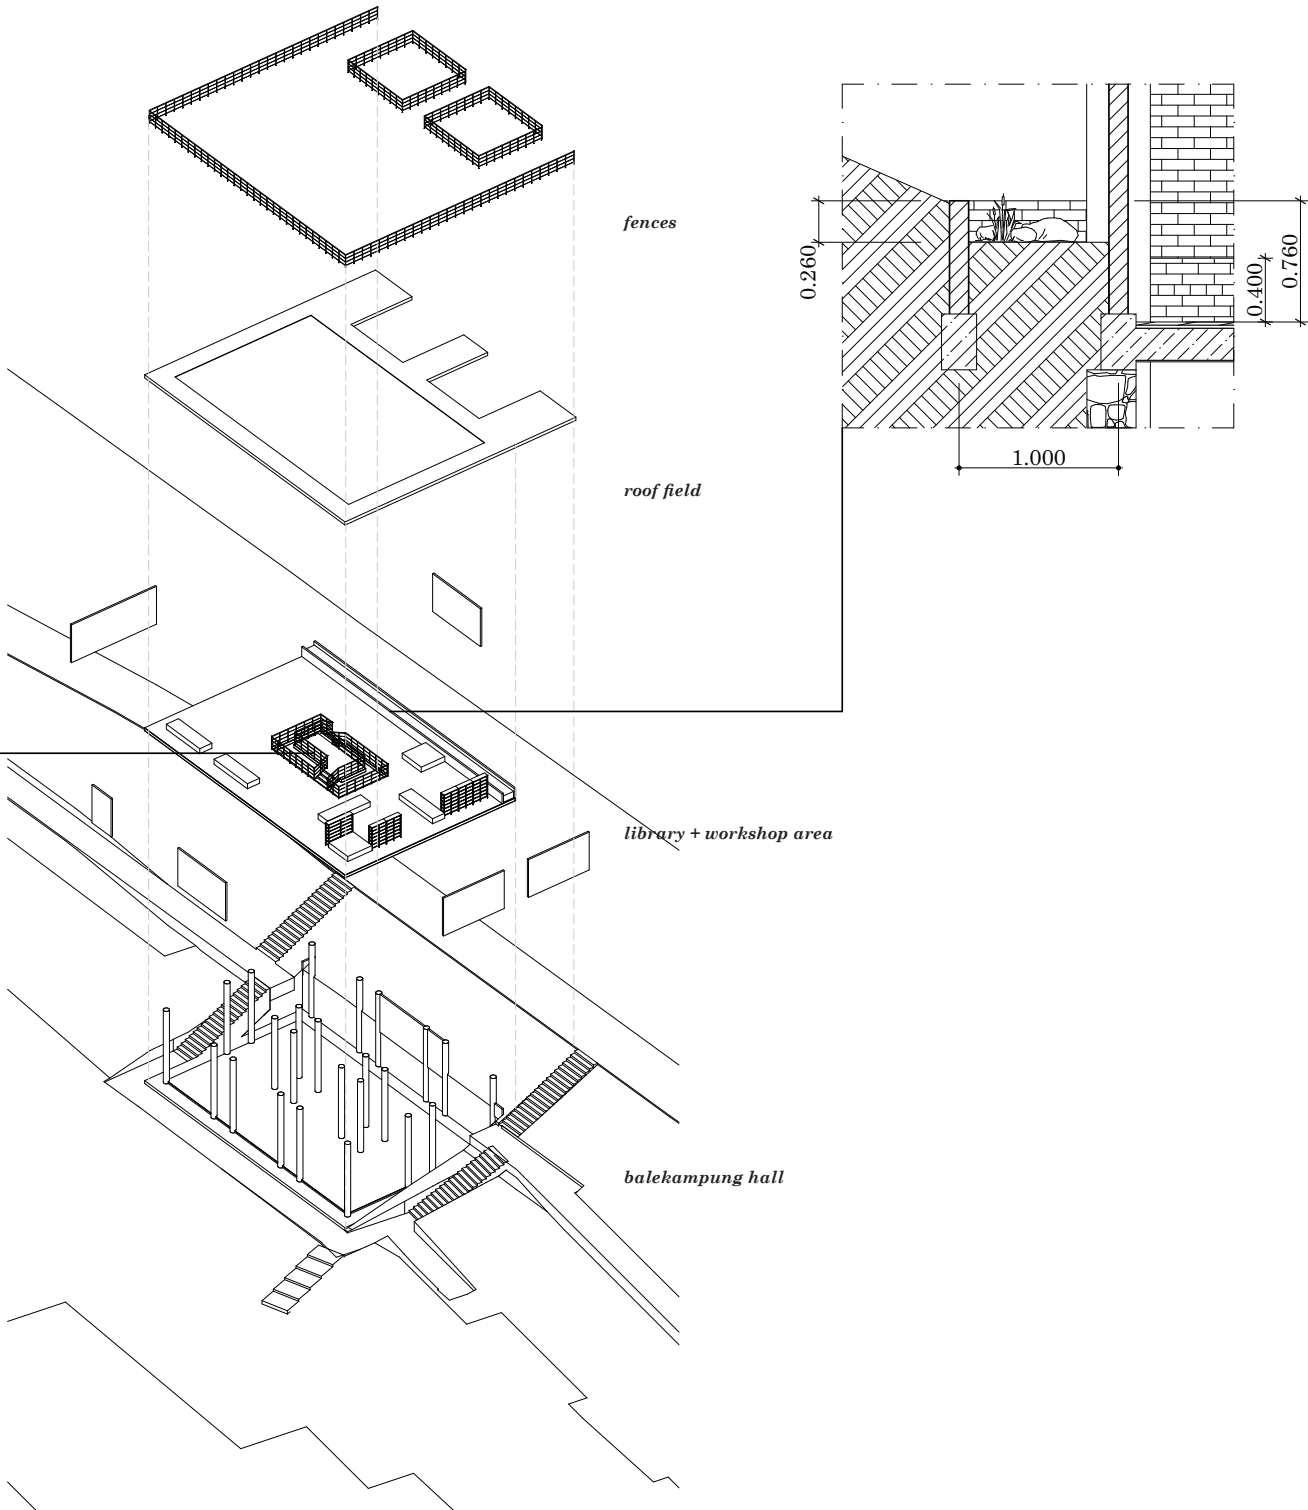 fences
0.260
0.400
0.760
1.000
roof field
library + workshop area
balekampung hall